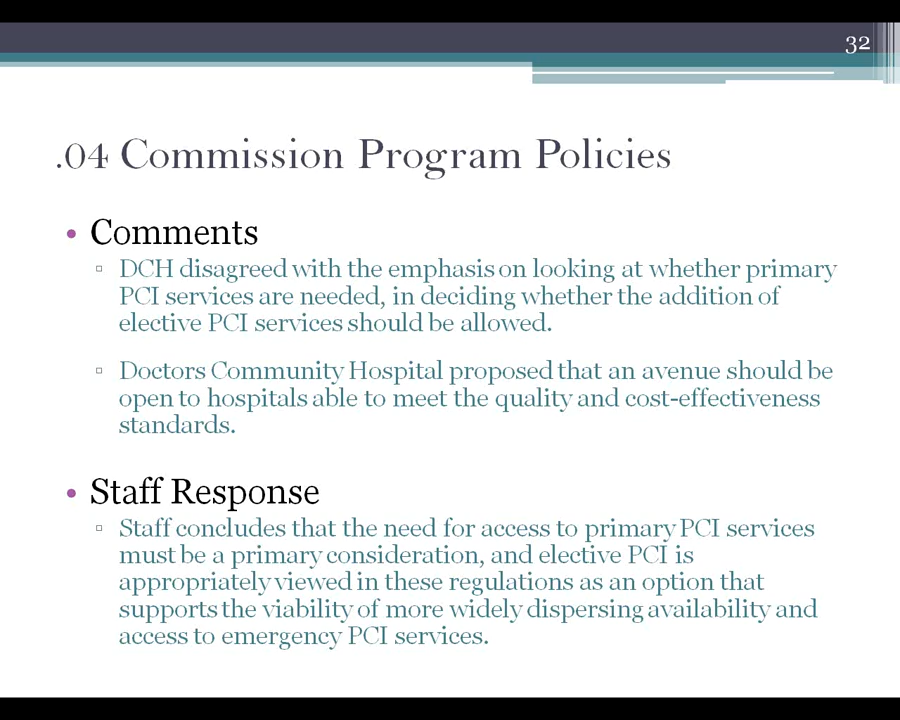 32
.04 Commission Program Policies
• Comments
▫ DCH disagreed with the emphasis on looking at whether primary
PCI services are needed, in deciding whether the addition of
elective PCI services should be allowed.
▫ Doctors Community Hospital proposed that an avenue should be
open to hospitals able to meet the quality and cost-effectiveness
standards.
• Staff Response
▫ Staff concludes that the need for access to primary PCI services
must be a primary consideration, and elective PCI is
appropriately viewed in these regulations as an option that
supports the viability of more widely dispersing availability and
access to emergency PCI services.